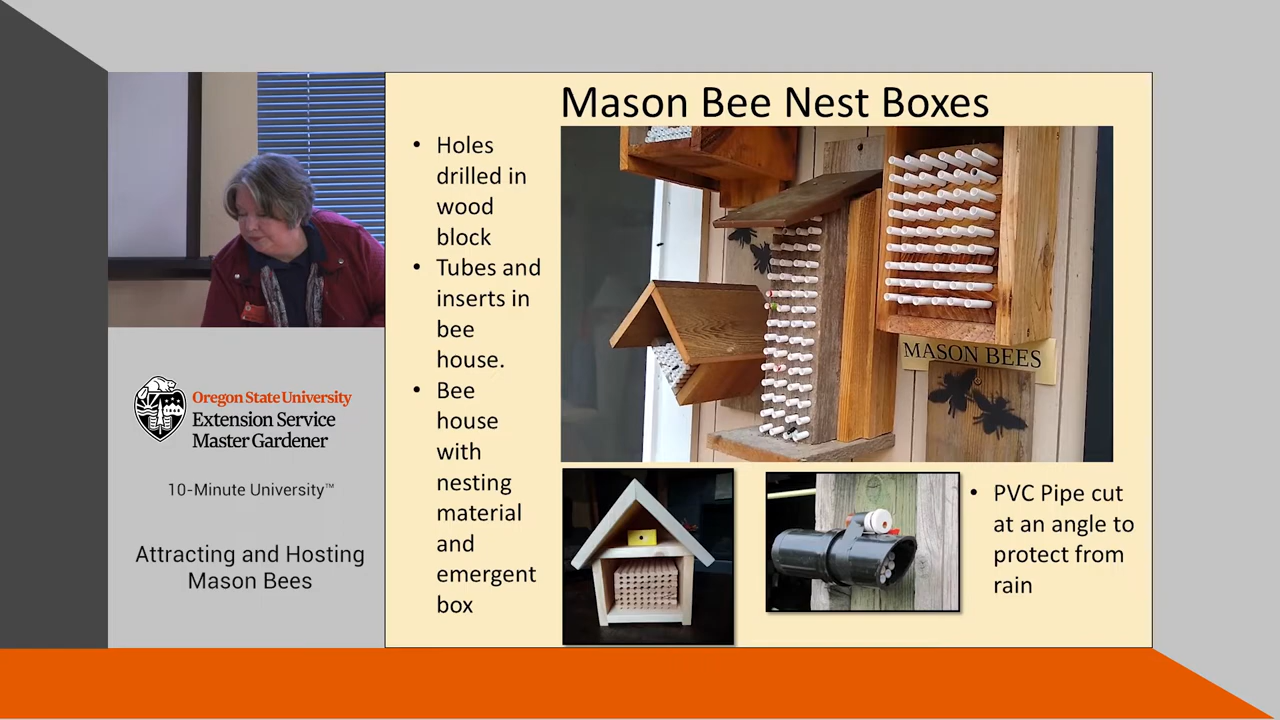 Mason Bee Nest Boxes
• Holes
drilled in
wood
block
• Tubes and
inserts in
bee
house.
• Bee
house
with
nesting
material
and
emergent
box
MASON BEES
• PVC Pipe cut
at an angle to
protect from
rain
Oregon State University
Extension Service
Master Gardener
10-Minute University™
Attracting and Hosting
Mason Bees